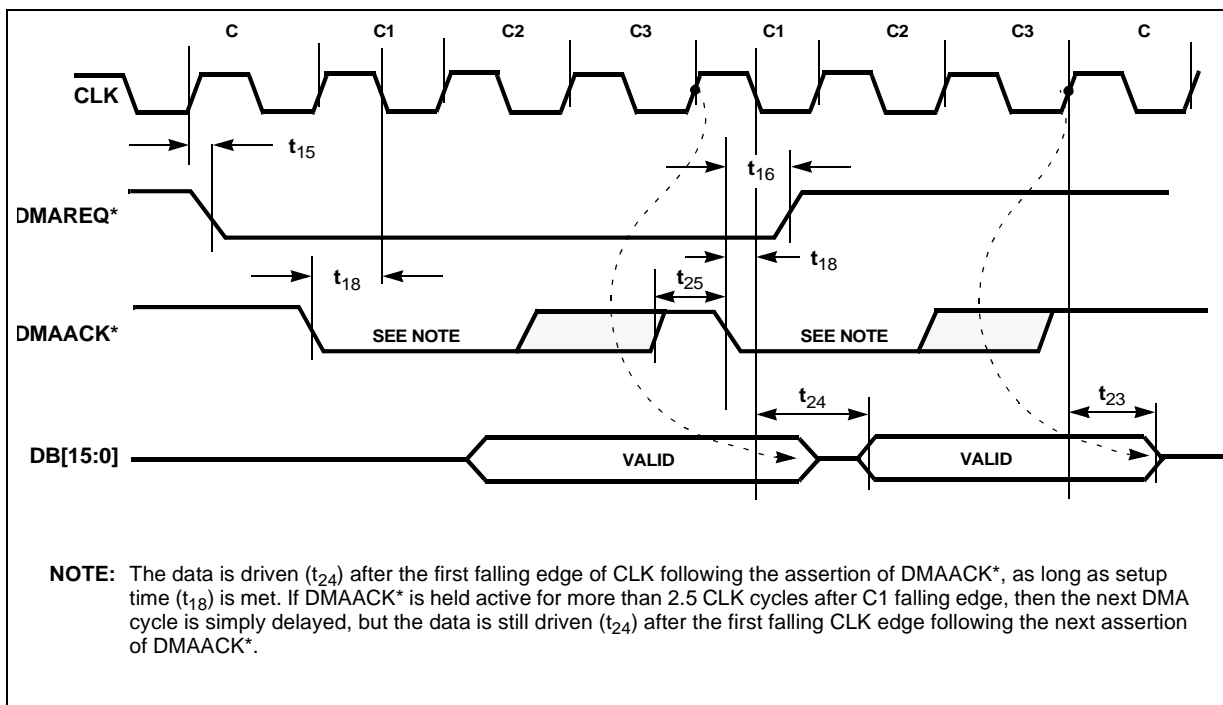 C C1 C2 C3 C1 C2 C3 C
CLK
t15
t16
DMAREQ*
t18
t18
t25
DMAACK*
SEE NOTE
SEE NOTE
t24
t23
DB[15:0]
VALID
VALID
NOTE: The data is driven (t24) after the first falling edge of CLK following the assertion of DMAACK*, as long as setup
time (t18) is met. If DMAACK* is held active for more than 2.5 CLK cycles after C1 falling edge, then the next DMA
cycle is simply delayed, but the data is still driven (t24) after the first falling CLK edge following the next assertion
of DMAACK*.